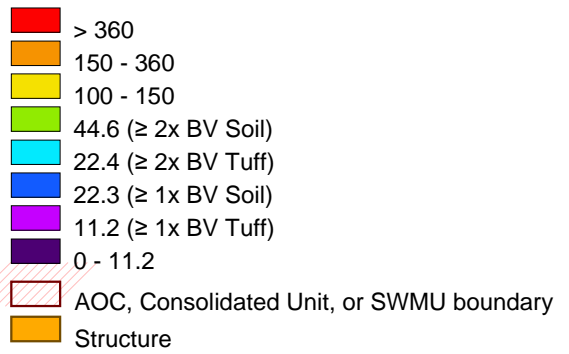 > 360
150 - 360
100 - 150
44.6 (≥ 2x BV Soil)
22.4 (≥ 2x BV Tuff)
22.3 (≥ 1x BV Soil)
11.2 (≥ 1x BV Tuff)
0 - 11.2
AOC, Consolidated Unit, or SWMU boundary
Structure